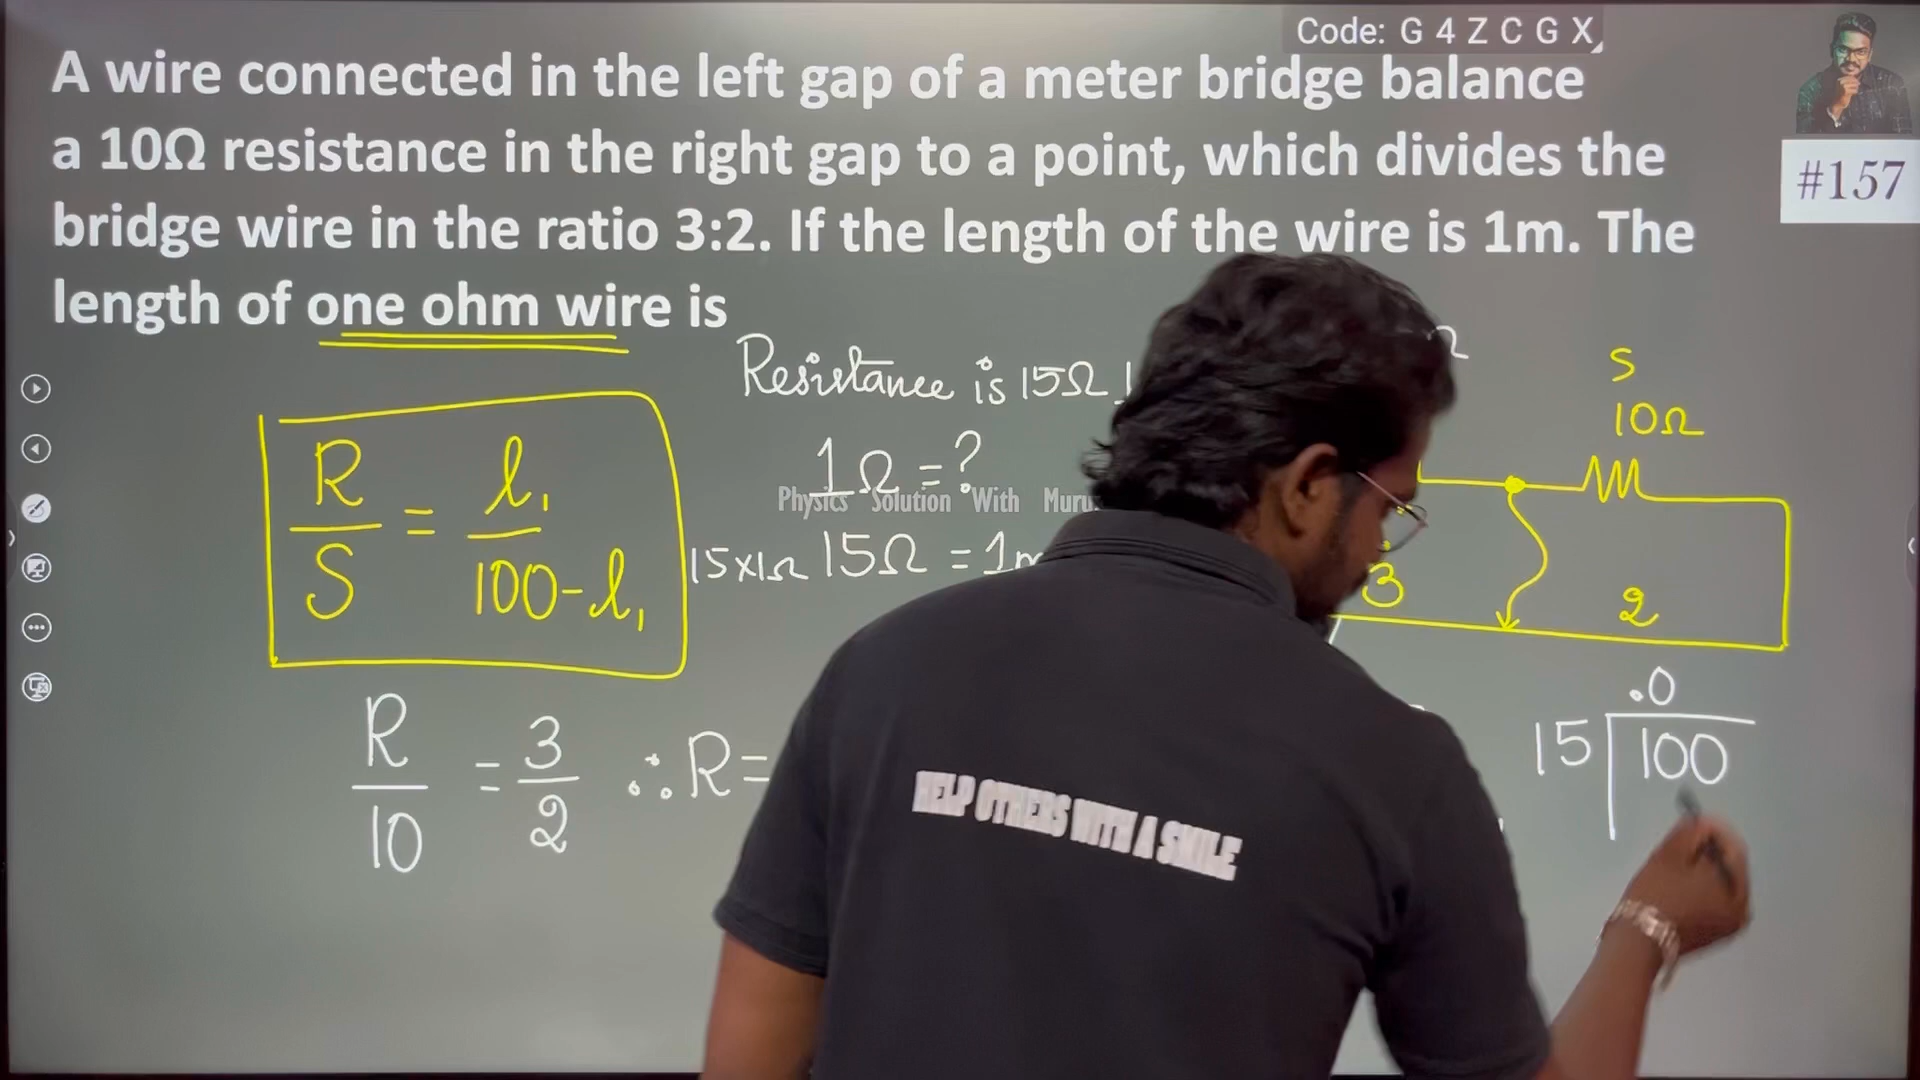 Code: G 4 Z C G X
A wire connected in the left gap of a meter bridge balance
a 10Ω resistance in the right gap to a point, which divides the
#157
bridge wire in the ratio 3:2. If the length of the wire is 1m. The
length of one ohm wire is
Resistance is 15Ω
S
10Ω
R/S = l₁/100-l₁
1Ω = ?
Physics Solution With
15×1Ω 15Ω = 1m
3
2
R/10 = 3/2 ∴ R=
.0
15 100
HELP OTHERS WITH A SMILE